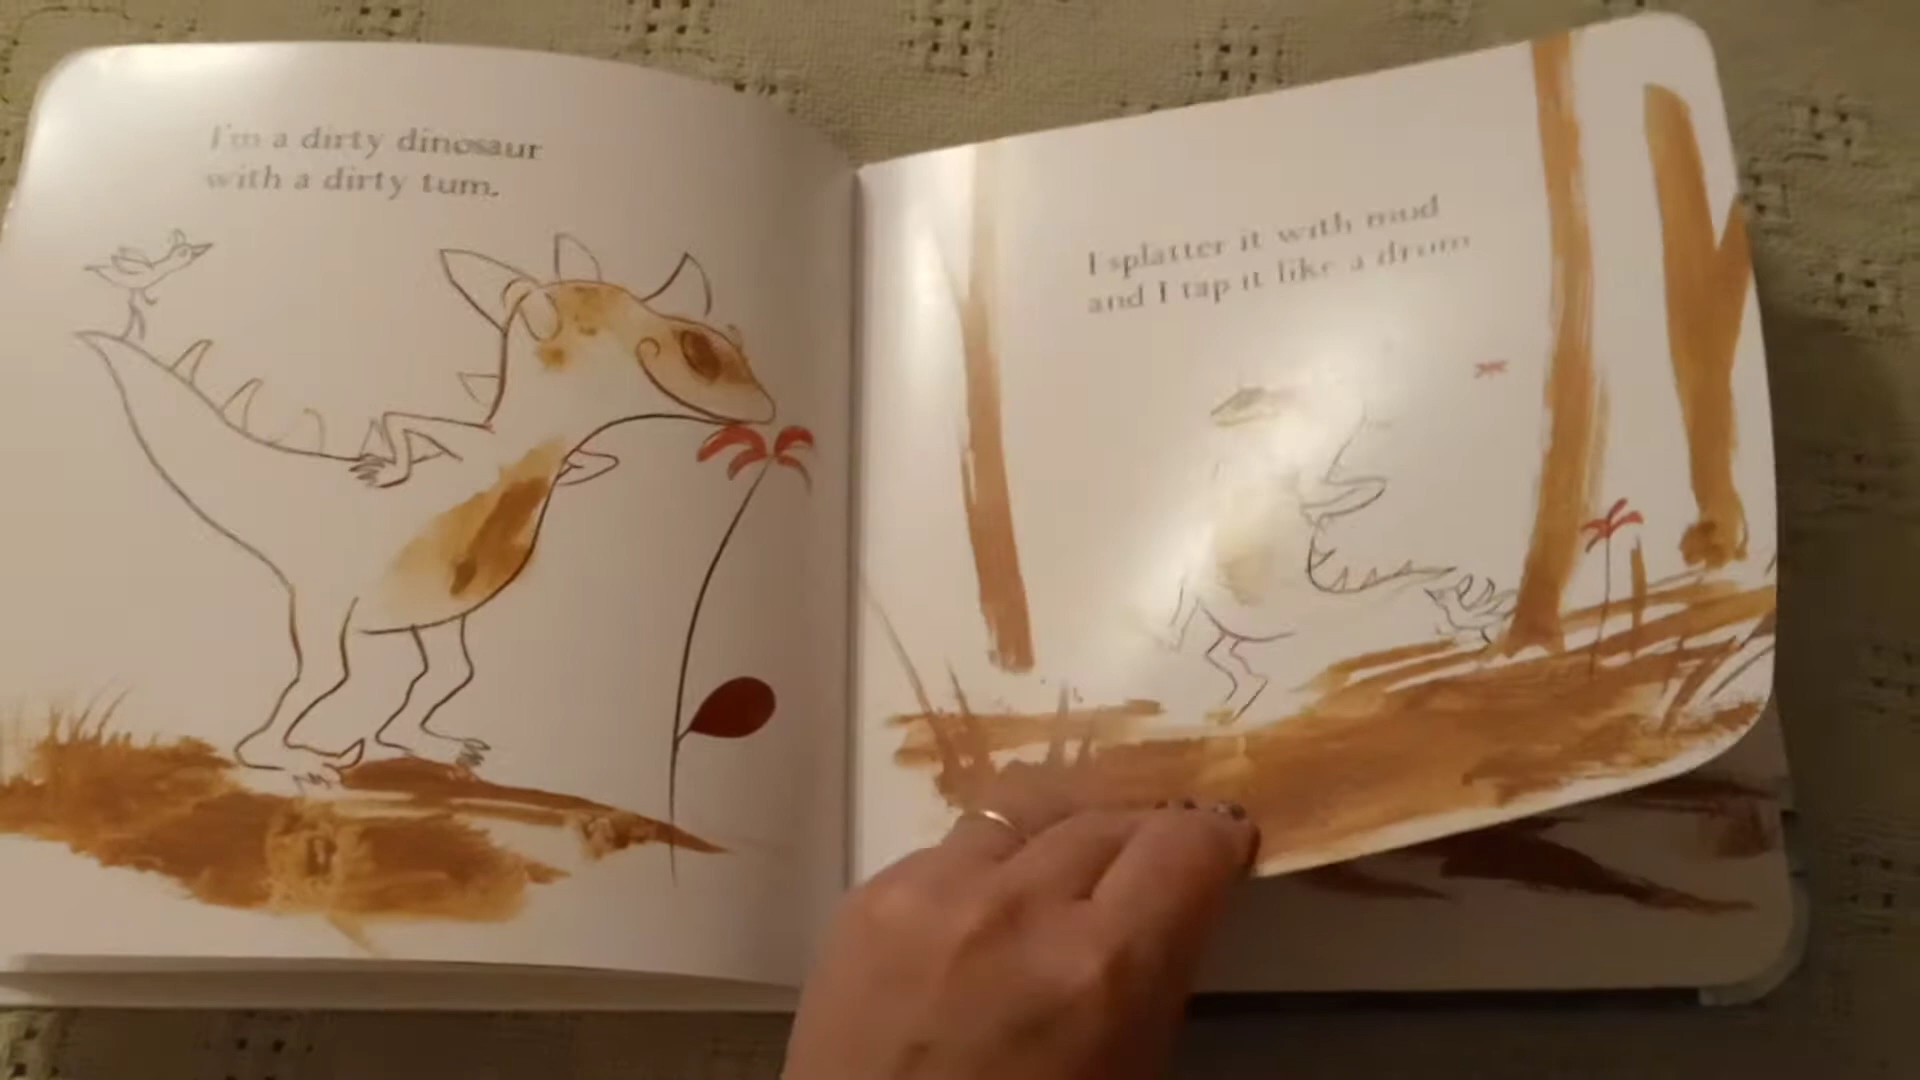 I'm a dirty dinosaur
with a dirty tum.
I splatter it with mud
and I tap it like a drum